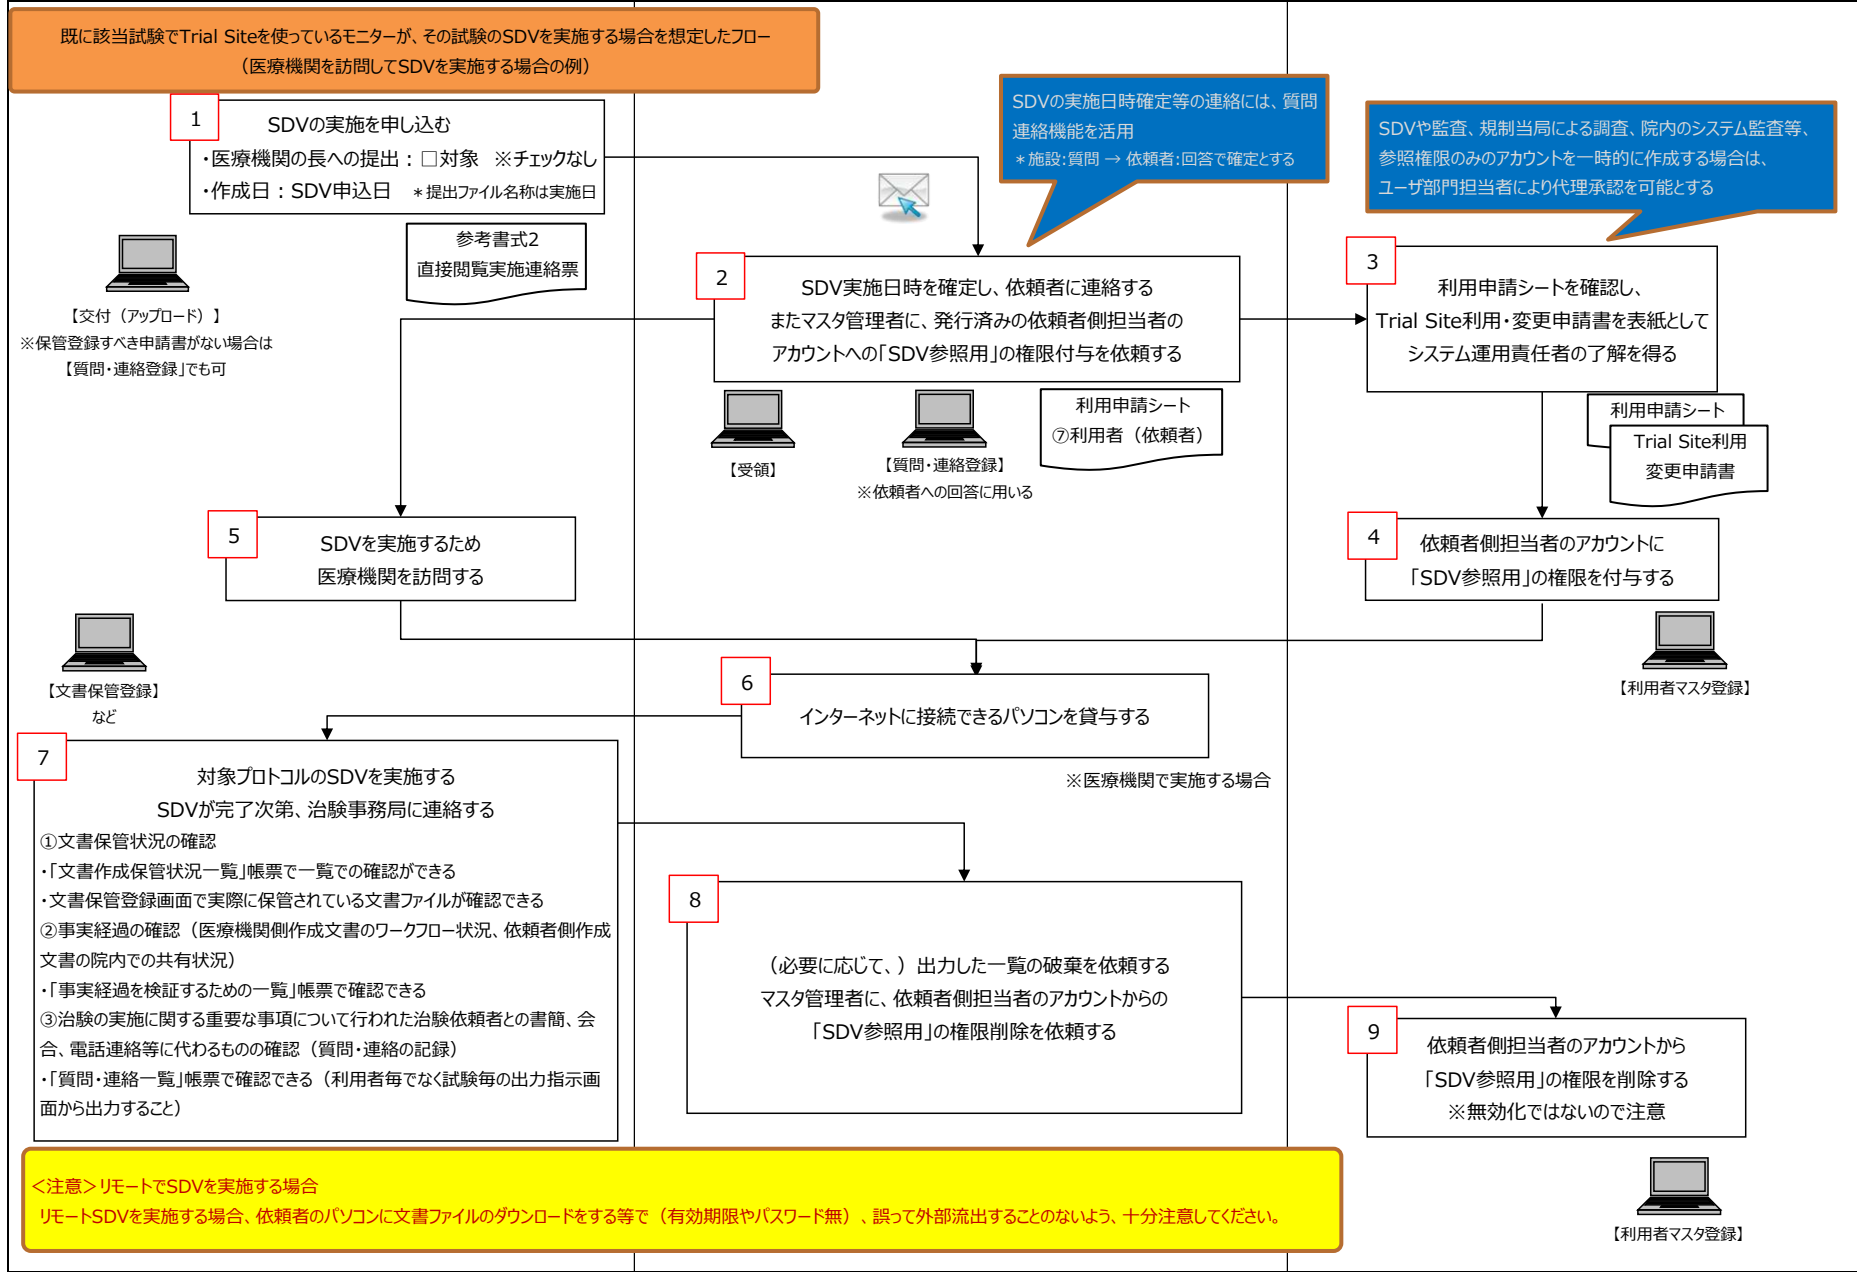 既に該当試験でTrial Siteを使っているモニターが、その試験のSDVを実施する場合を想定したフロー
（医療機関を訪問してSDVを実施する場合の例）
1
SDVの実施を申し込む
・医療機関の長への提出：□対象　※チェックなし
・作成日：SDV申込日　＊提出ファイル名称は実施日
参考書式2
直接閲覧実施連絡票
【交付（アップロード）】
※保管登録すべき申請書がない場合は
【質問・連絡登録」でも可
SDVの実施日時確定等の連絡には、質問
連絡機能を活用
＊施設:質問 → 依頼者:回答で確定とする
SDVや監査、規制当局による調査、院内のシステム監査等、
参照権限のみのアカウントを一時的に作成する場合は、
ユーザ部門担当者により代理承認を可能とする
2
SDV実施日時を確定し、依頼者に連絡する
またマスタ管理者に、発行済みの依頼者側担当者の
アカウントへの「SDV参照用」の権限付与を依頼する
【受領】
【質問・連絡登録】
※依頼者への回答に用いる
利用申請シート
⑦利用者（依頼者）
3
利用申請シートを確認し、
Trial Site利用・変更申請書を表紙として
システム運用責任者の了解を得る
利用申請シート
Trial Site利用
変更申請書
4
依頼者側担当者のアカウントに
「SDV参照用」の権限を付与する
【利用者マスタ登録】
5
SDVを実施するため
医療機関を訪問する
【文書保管登録】
など
6
インターネットに接続できるパソコンを貸与する
※医療機関で実施する場合
7
対象プロトコルのSDVを実施する
SDVが完了次第、治験事務局に連絡する
①文書保管状況の確認
・「文書作成保管状況一覧」帳票で一覧での確認ができる
・文書保管登録画面で実際に保管されている文書ファイルが確認できる
②事実経過の確認（医療機関側作成文書のワークフロー状況、依頼者側作成
文書の院内での共有状況）
・「事実経過を検証するための一覧」帳票で確認できる
③治験の実施に関する重要な事項について行われた治験依頼者との書簡、会
合、電話連絡等に代わるものの確認（質問・連絡の記録）
・「質問・連絡一覧」帳票で確認できる（利用者毎でなく試験毎の出力指示画
面から出力すること）
8
（必要に応じて、）出力した一覧の破棄を依頼する
マスタ管理者に、依頼者側担当者のアカウントからの
「SDV参照用」の権限削除を依頼する
9
依頼者側担当者のアカウントから
「SDV参照用」の権限を削除する
※無効化ではないので注意
【利用者マスタ登録】
＜注意＞リモートでSDVを実施する場合
リモートSDVを実施する場合、依頼者のパソコンに文書ファイルのダウンロードをする等で（有効期限やパスワード無）、誤って外部流出することのないよう、十分注意してください。